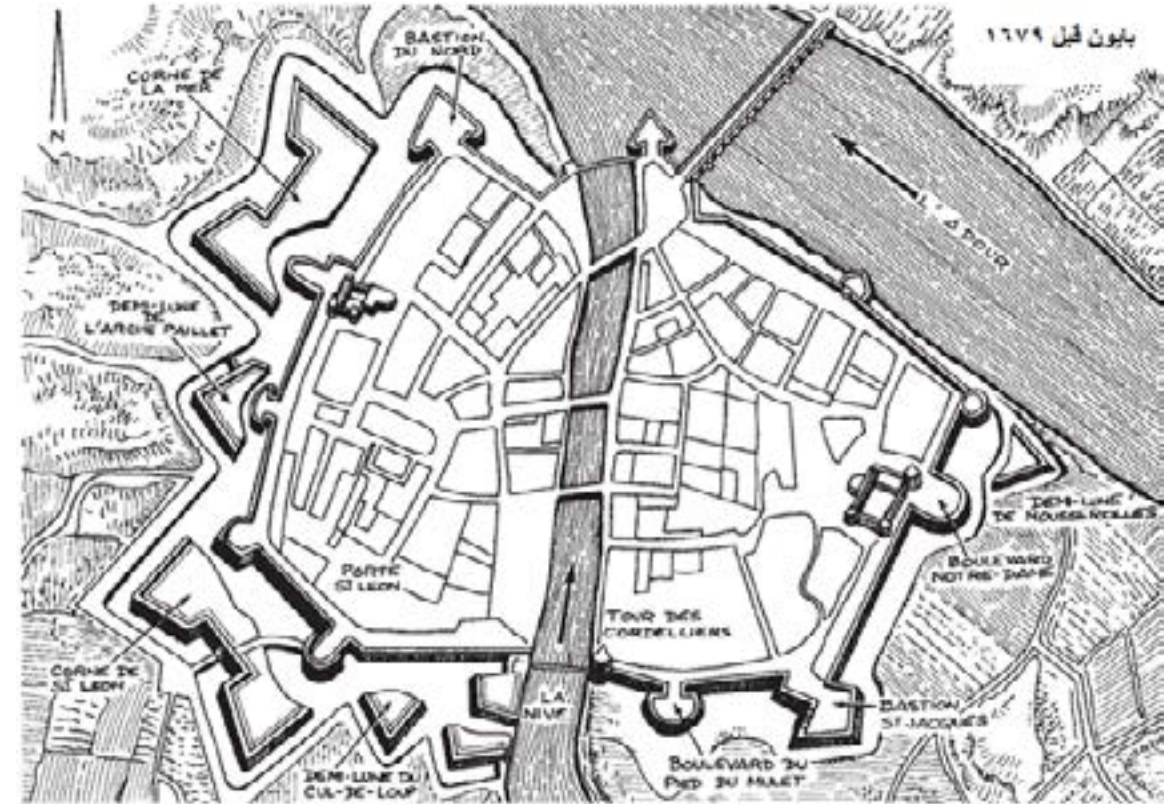 بايون قبل ١٦٧٩
BASTION
DU NORD
CORNE DE
LA MER
N
L'ADOUR
DEMI-LUNE
DE
L'ARCHE PAILLET
DEMI-LUNE
DE MOUSSEROLLES
BOULEVARD
NOTRE-DAME
PORTE
ST LEON
TOUR DES
CORDELLIERS
CORNE DE
ST LEON
LA
NIVE
BASTION
ST JACQUES
DEMI-LUNE DU
CUL-DE-LOUP
BOULEVARD DU
PIED DU MULET